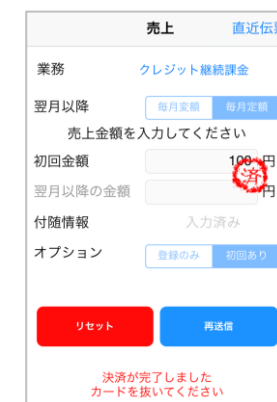 売上 直近伝
業務 クレジット継続課金
翌月以降 毎月変額 毎月定額
売上金額を入力してください
初回金額 100 円
済
翌月以降の金額 円
付随情報 入力済み
オプション 登録のみ 初回あり
リセット 再送信
決済が完了しました
カードを抜いてください